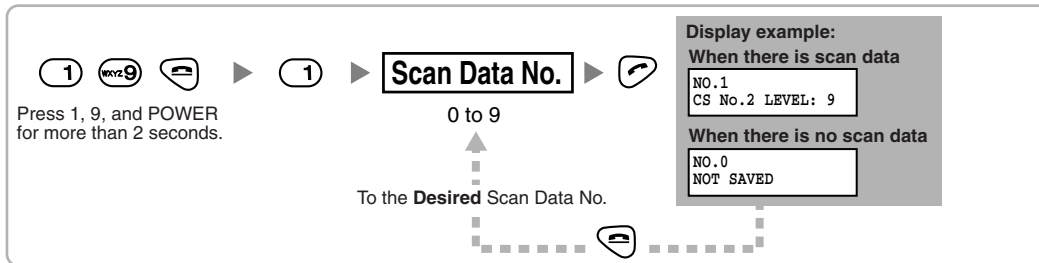 1) WXYZ9
Press 1, 9, and POWER
for more than 2 seconds.
1)
Scan Data No.
0 to 9
To the Desired Scan Data No.
Display example:
When there is scan data
NO.1
CS No.2 LEVEL: 9
When there is no scan data
NO.0
NOT SAVED